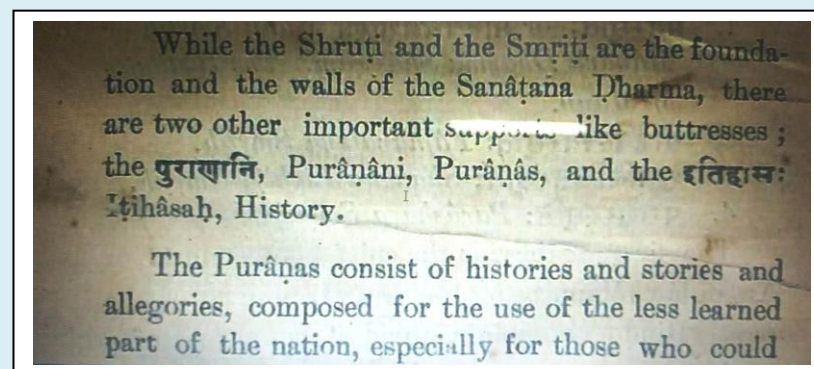 While the Shruṭi and the Smṛiṭi are the founda-
tion and the walls of the Sanâṭana Ḍharma, there
are two other important supports like buttresses ;
the पुराणानि, Purâṇâni, Purâṇâs, and the इतिहासः
Iṭihâsaḥ, History.
The Purâṇas consist of histories and stories and
allegories, composed for the use of the less learned
part of the nation, especially for those who could